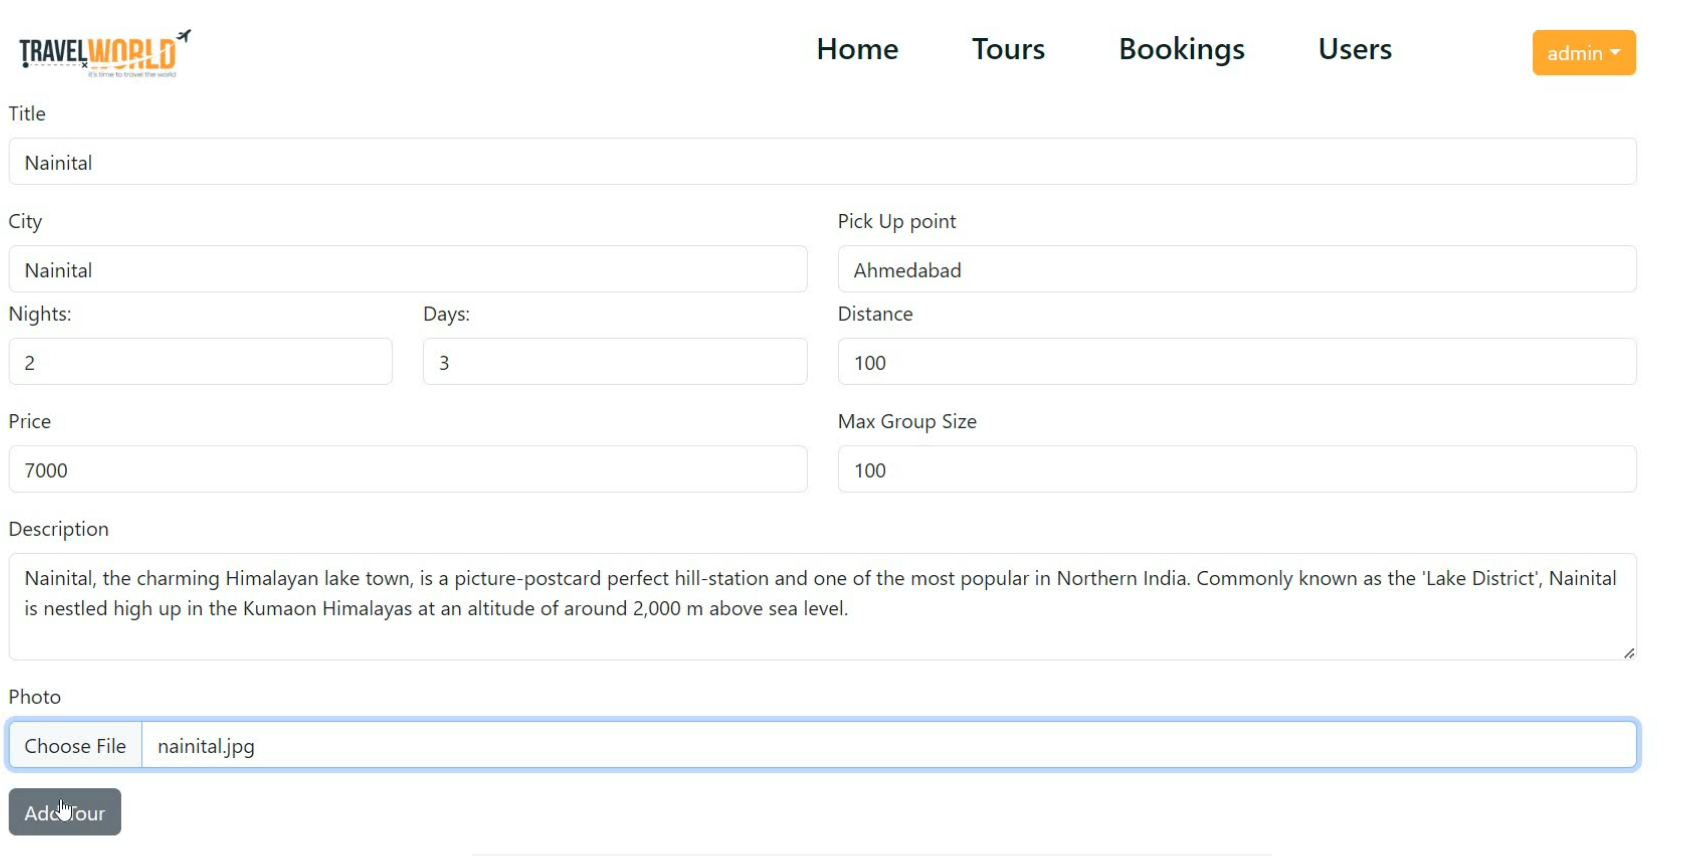 TRAVELWORLD
it's time to travel the world
Home Tours Bookings Users admin
Title
Nainital
City Pick Up point
Nainital Ahmedabad
Nights: Days: Distance
2 3 100
Price Max Group Size
7000 100
Description
Nainital, the charming Himalayan lake town, is a picture-postcard perfect hill-station and one of the most popular in Northern India. Commonly known as the 'Lake District', Nainital
is nestled high up in the Kumaon Himalayas at an altitude of around 2,000 m above sea level.
Photo
Choose File nainital.jpg
Add Tour